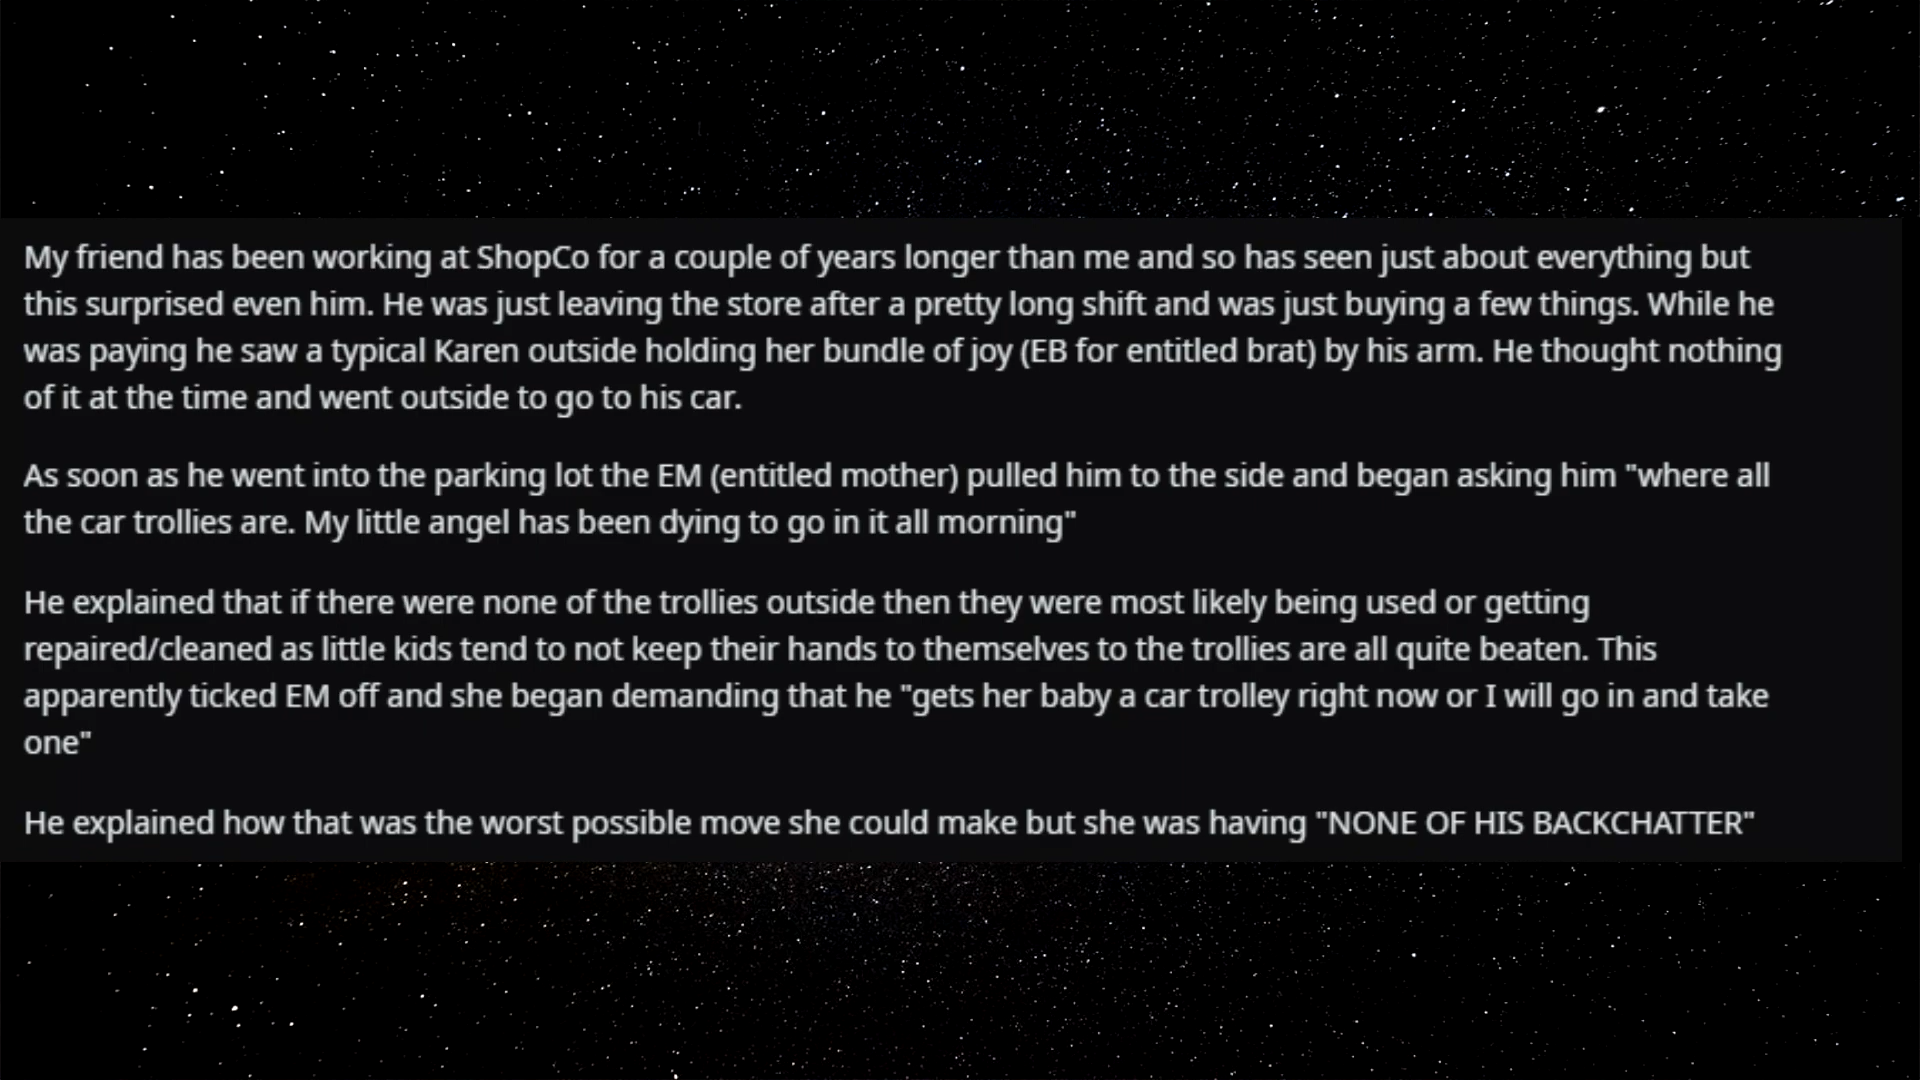 My friend has been working at ShopCo for a couple of years longer than me and so has seen just about everything but
this surprised even him. He was just leaving the store after a pretty long shift and was just buying a few things. While he
was paying he saw a typical Karen outside holding her bundle of joy (EB for entitled brat) by his arm. He thought nothing
of it at the time and went outside to go to his car.
As soon as he went into the parking lot the EM (entitled mother) pulled him to the side and began asking him "where all
the car trollies are. My little angel has been dying to go in it all morning"
He explained that if there were none of the trollies outside then they were most likely being used or getting
repaired/cleaned as little kids tend to not keep their hands to themselves to the trollies are all quite beaten. This
apparently ticked EM off and she began demanding that he "gets her baby a car trolley right now or I will go in and take
one"
He explained how that was the worst possible move she could make but she was having "NONE OF HIS BACKCHATTER"